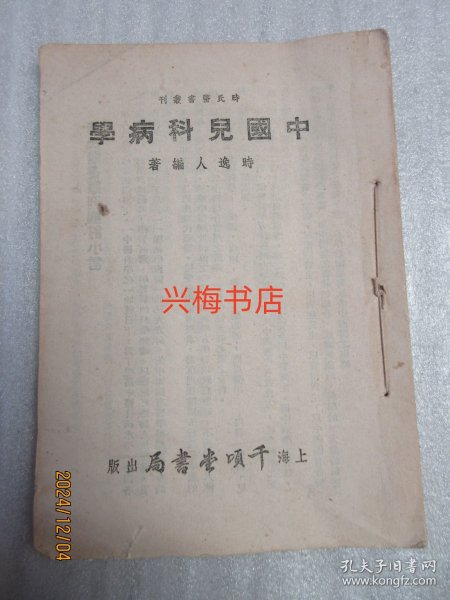 時氏醫書叢刊
中國兒科病學
時逸人編著
兴梅书店
上海千頃堂書局出版
2024/12/04
孔夫子旧书网
www.kongfz.com